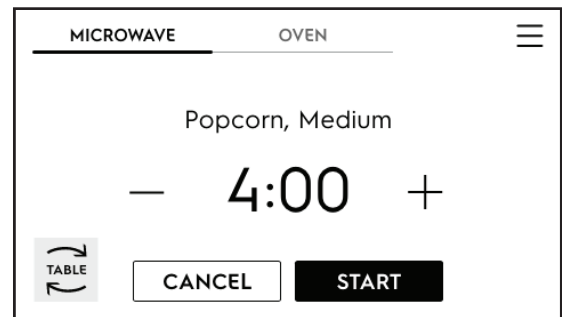 MICROWAVE OVEN
Popcorn, Medium
4:00
TABLE
CANCEL START